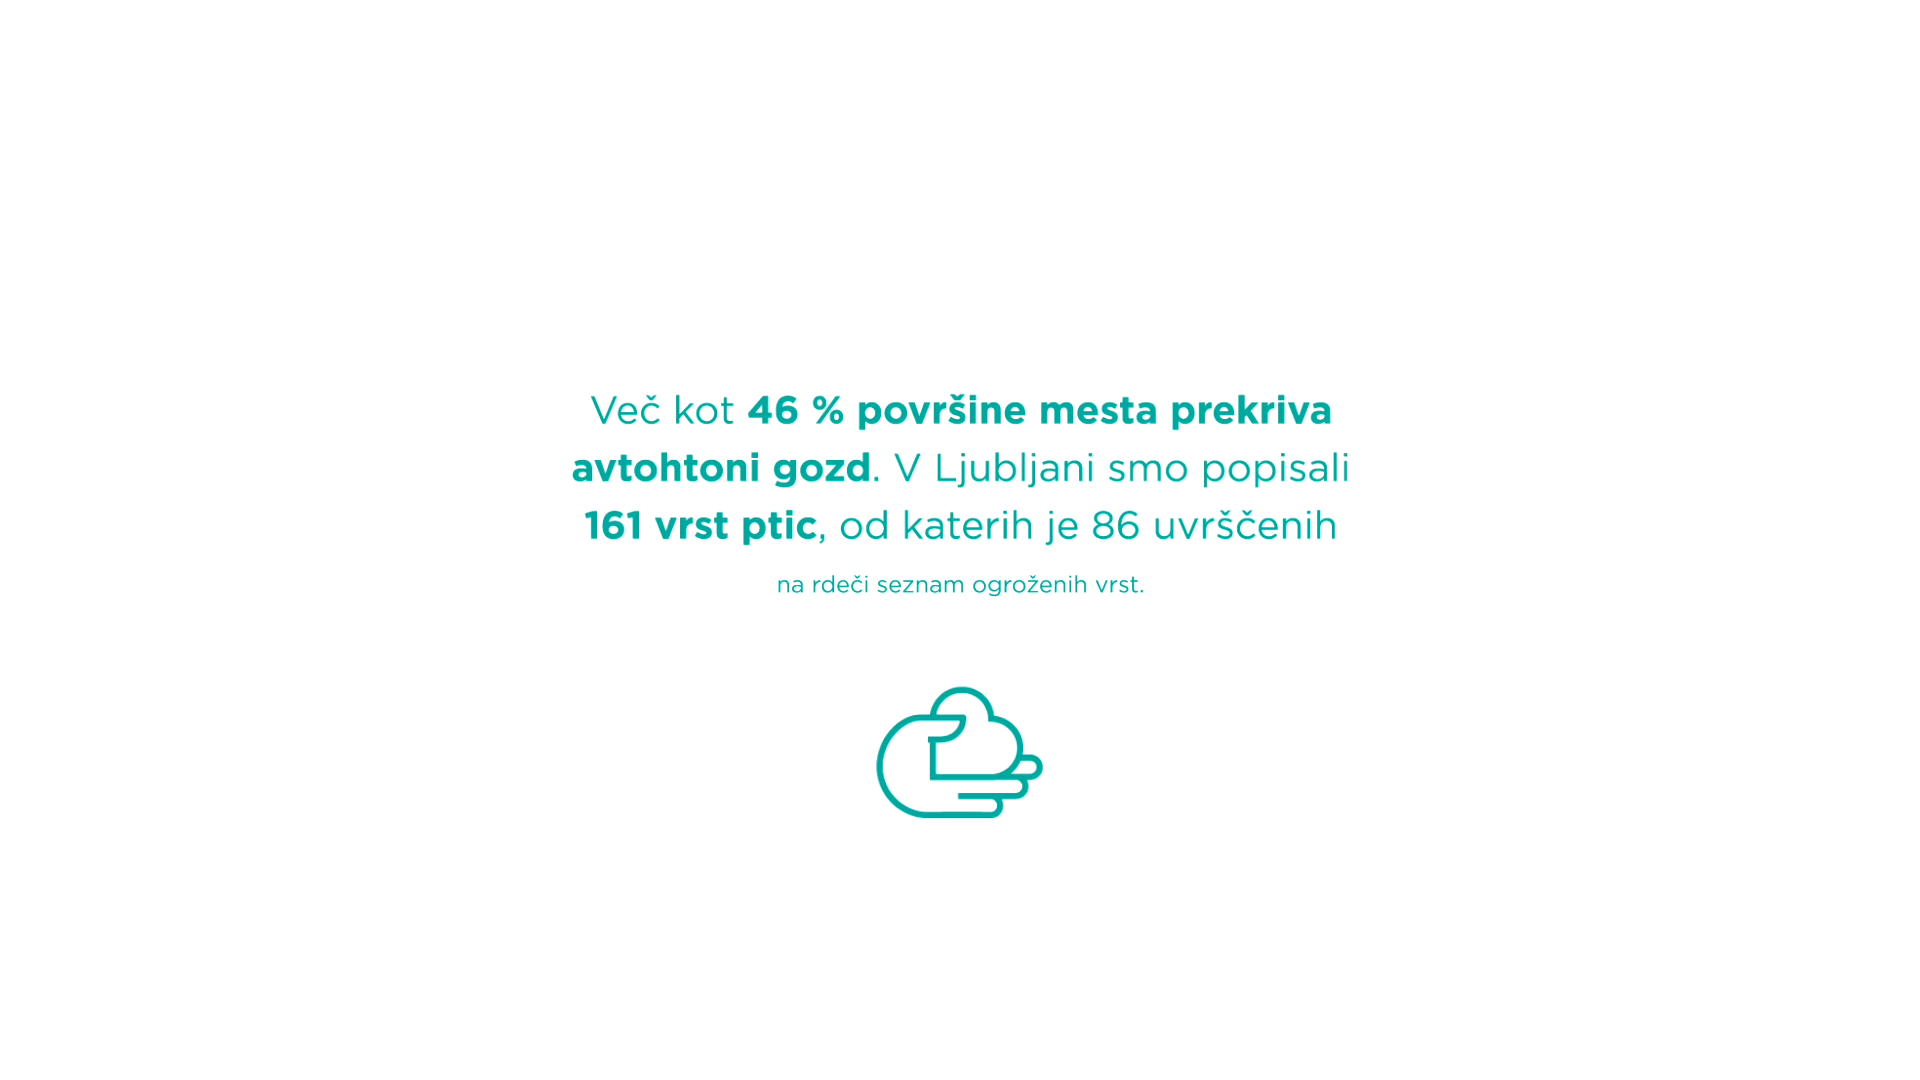 Več kot 46 % površine mesta prekriva
avtohtoni gozd. V Ljubljani smo popisali
161 vrst ptic, od katerih je 86 uvrščenih
na rdeči seznam ogroženih vrst.